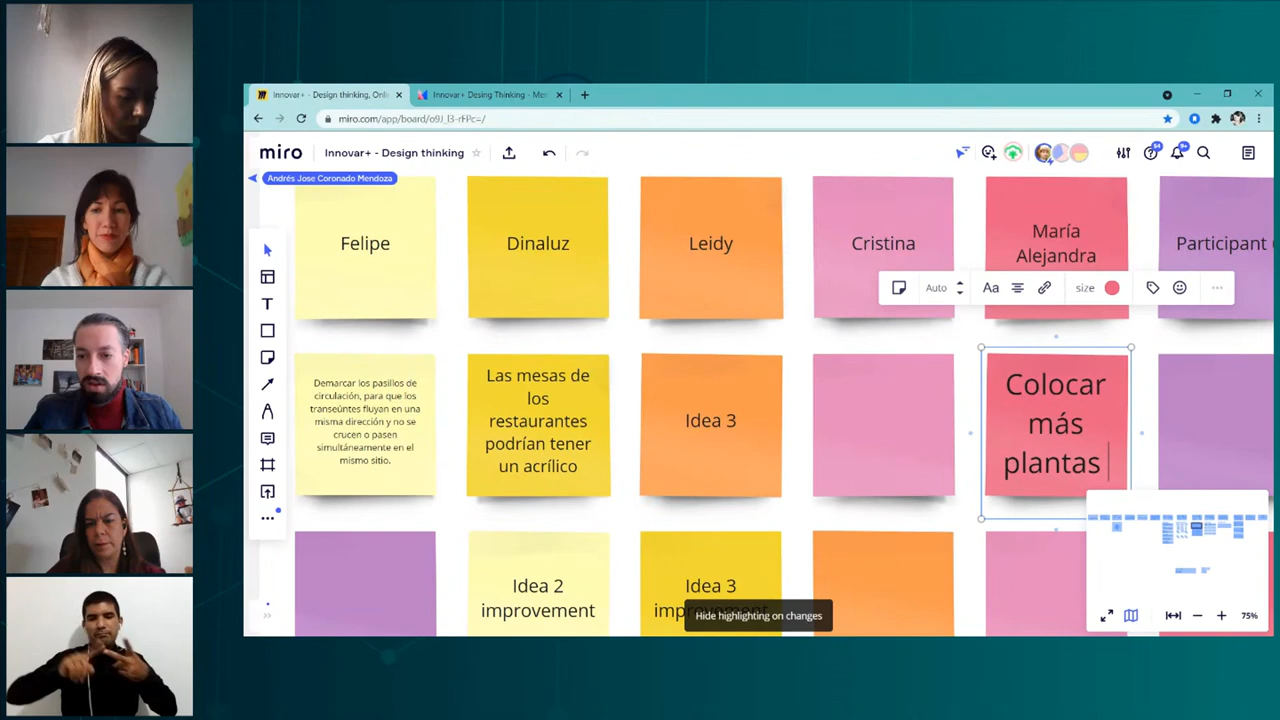 Innovar+ - Design thinking, Onli
Innovar+ Desing Thinking - Me
miro.com/app/board/o9J_l3-rFPc=/
miro
Innovar+ - Design thinking
Andrés Jose Coronado Mendoza
Felipe
Dinaluz
Leidy
Cristina
María
Alejandra
Participant
Auto
Aa
size
Demarcar los pasillos de
circulación, para que los
transeúntes fluyan en una
misma dirección y no se
crucen o pasen
simultáneamente en el
mismo sitio.
Las mesas de
los
restaurantes
podrían tener
un acrílico
Idea 3
Colocar
más
plantas
Idea 2
improvement
Idea 3
improvement
Hide highlighting on changes
75%